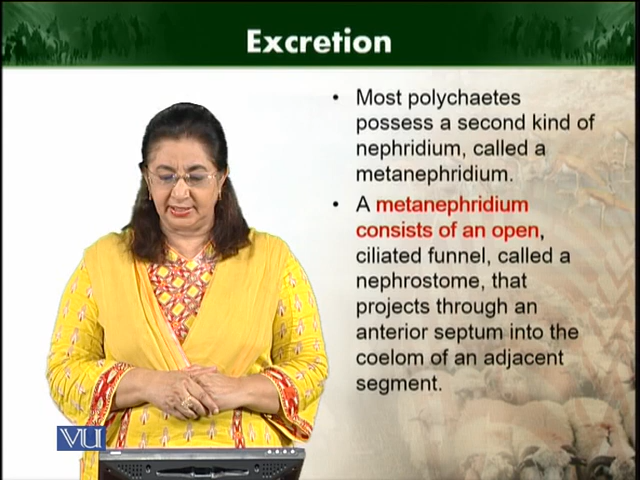 Excretion
• Most polychaetes
possess a second kind of
nephridium, called a
metanephridium.
• A metanephridium
consists of an open,
ciliated funnel, called a
nephrostome, that
projects through an
anterior septum into the
coelom of an adjacent
segment.
VU